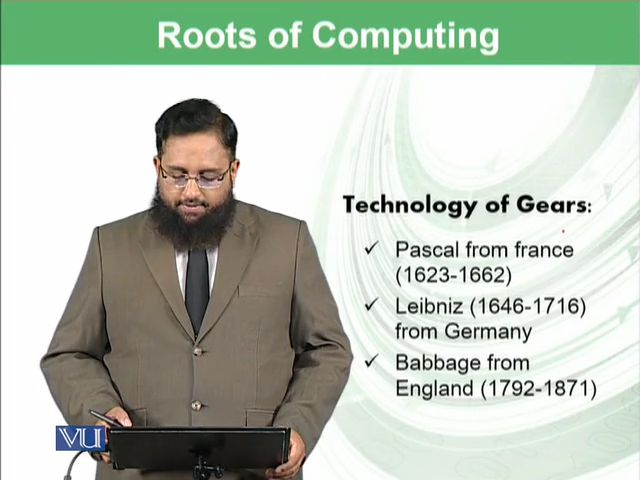 Roots of Computing
Technology of Gears:
✓ Pascal from france
(1623-1662)
✓ Leibniz (1646-1716)
from Germany
✓ Babbage from
England (1792-1871)
VU